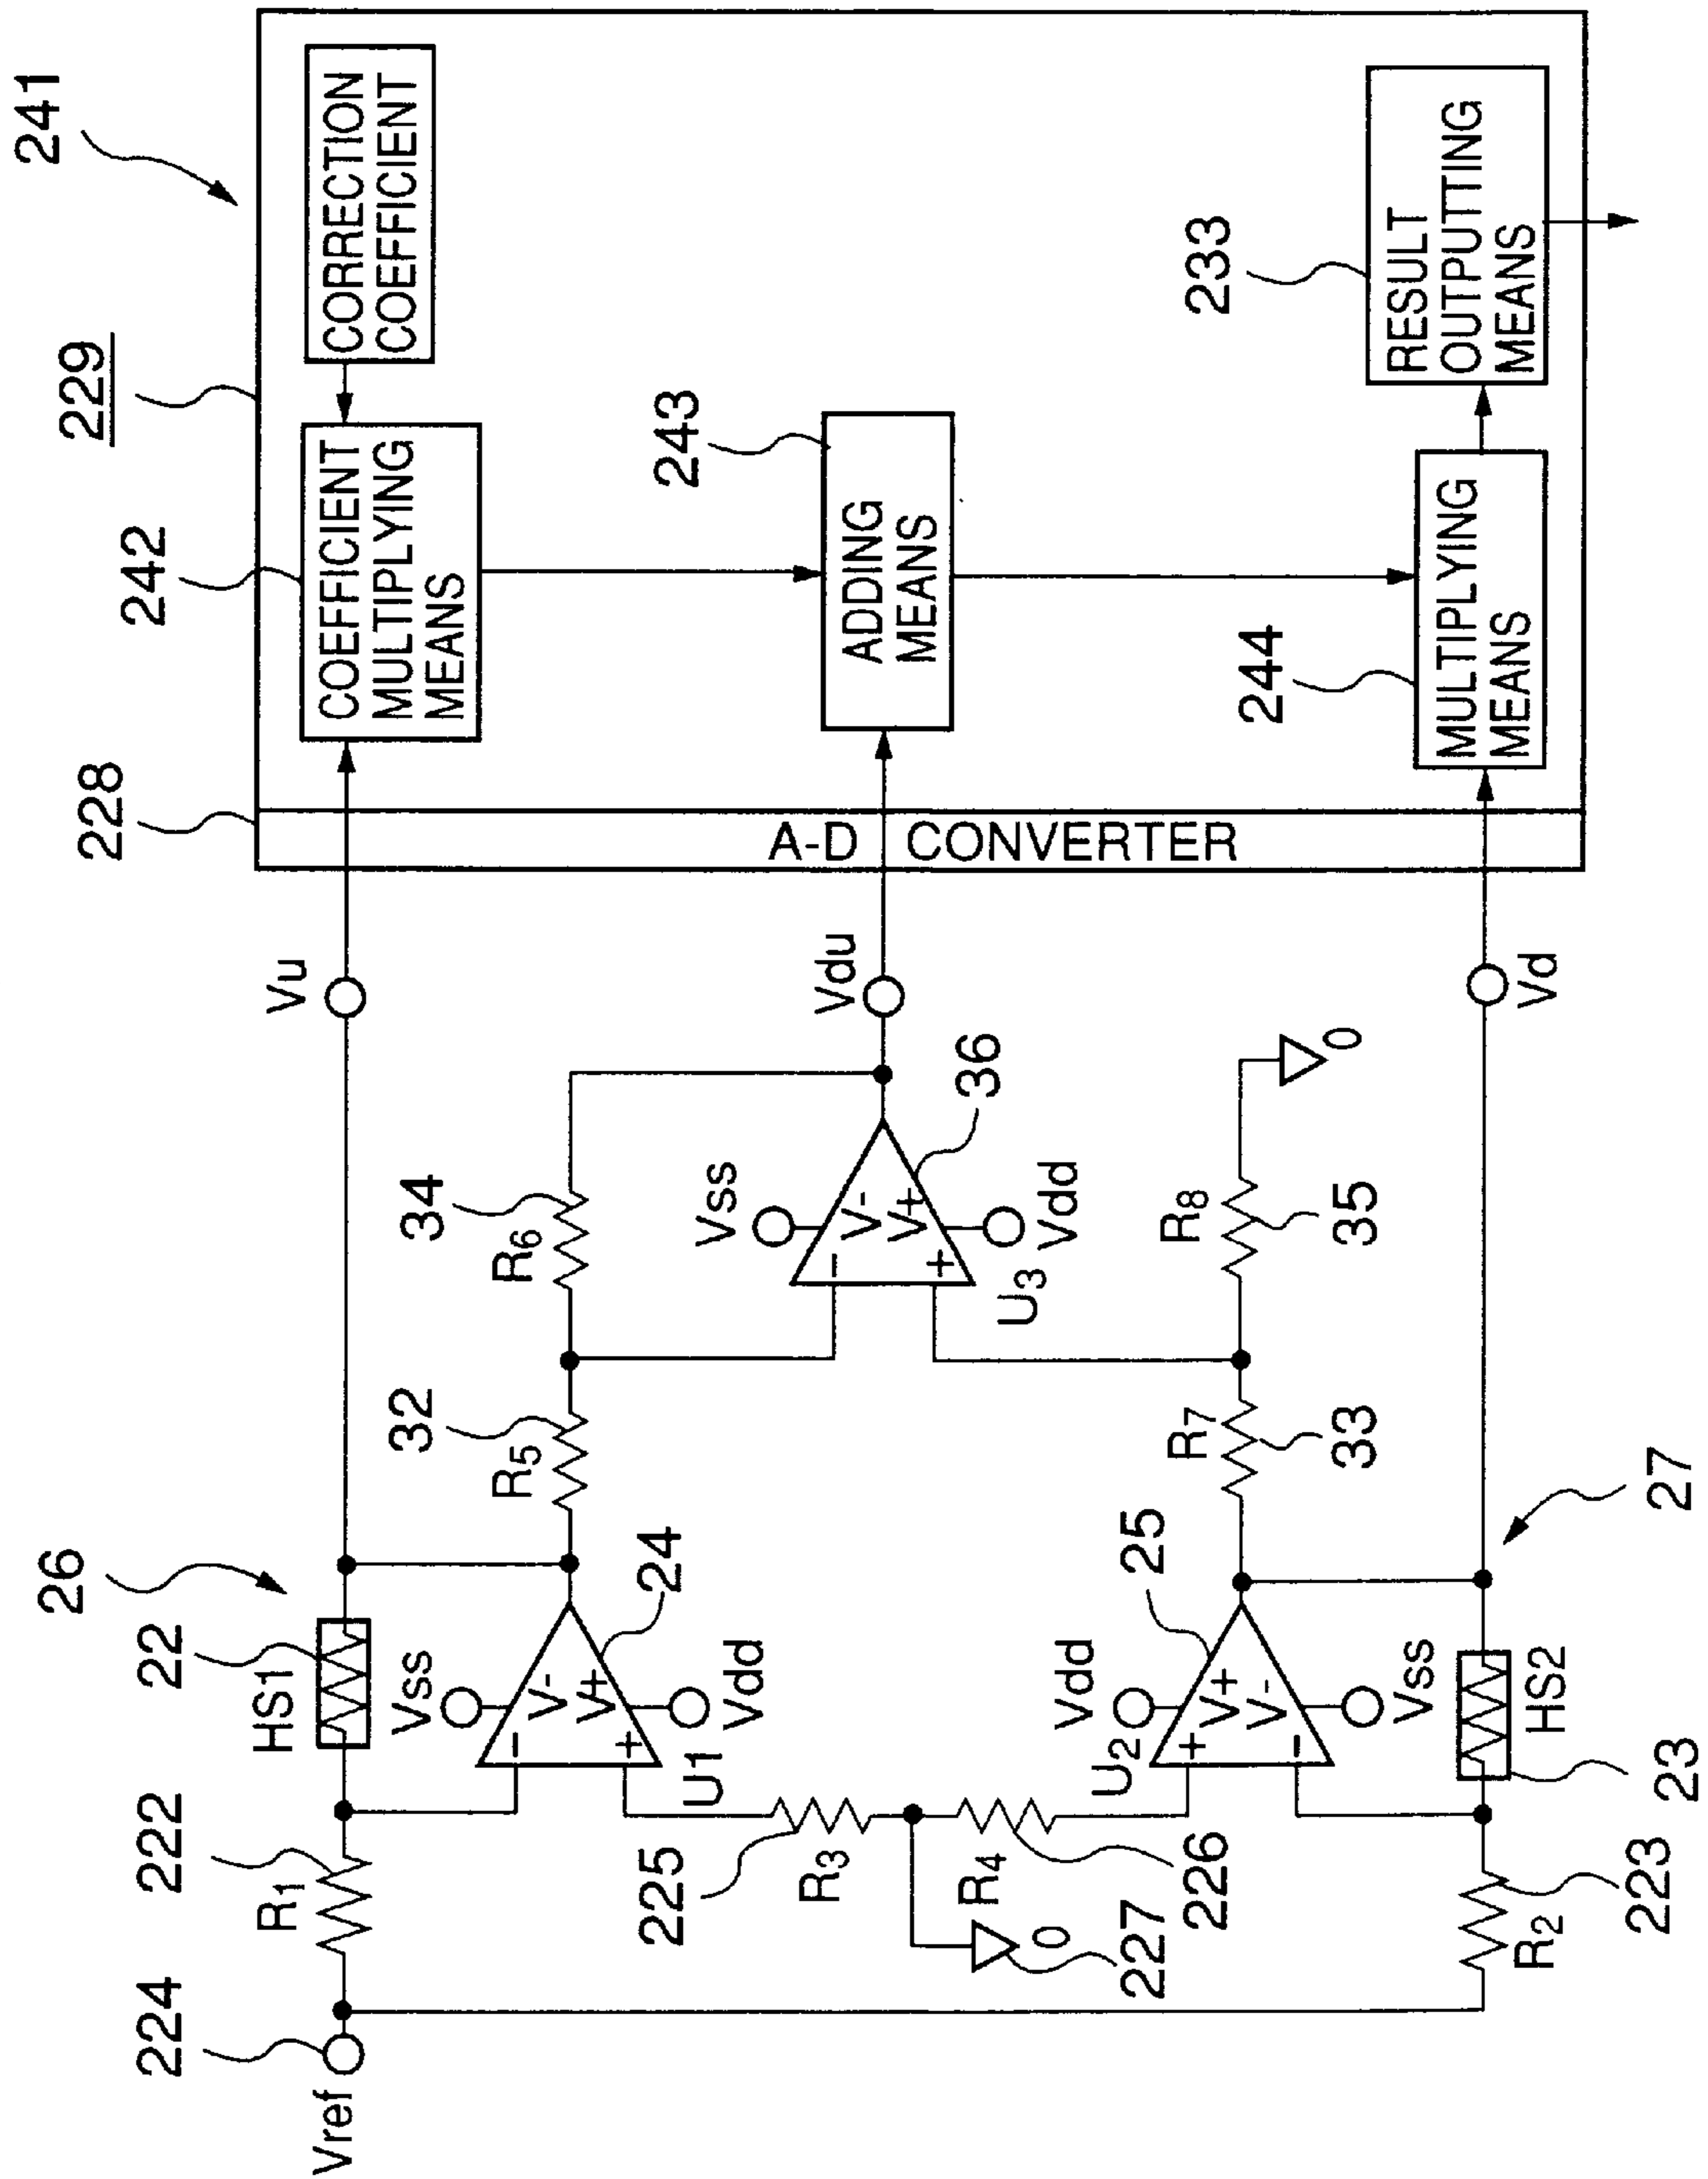 241
229
228
242
COEFFICIENT
MULTIPLYING
MEANS
CORRECTION
COEFFICIENT
243
ADDING
MEANS
244
MULTIPLYING
MEANS
233
RESULT
OUTPUTING
MEANS
A-D CONVERTER
Vu
Vdu
Vd
224
Vref
222
R1
26
22
HS1
Vss
V-
V+
-
+
24
Vdd
U1
32
R5
34
R6
Vss
V-
V+
-
+
36
Vdd
U3
225
R3
R4
226
227
0
Vdd
U2
25
V+
V-
+
-
Vss
R7
33
R8
35
0
27
HS2
23
223
R2